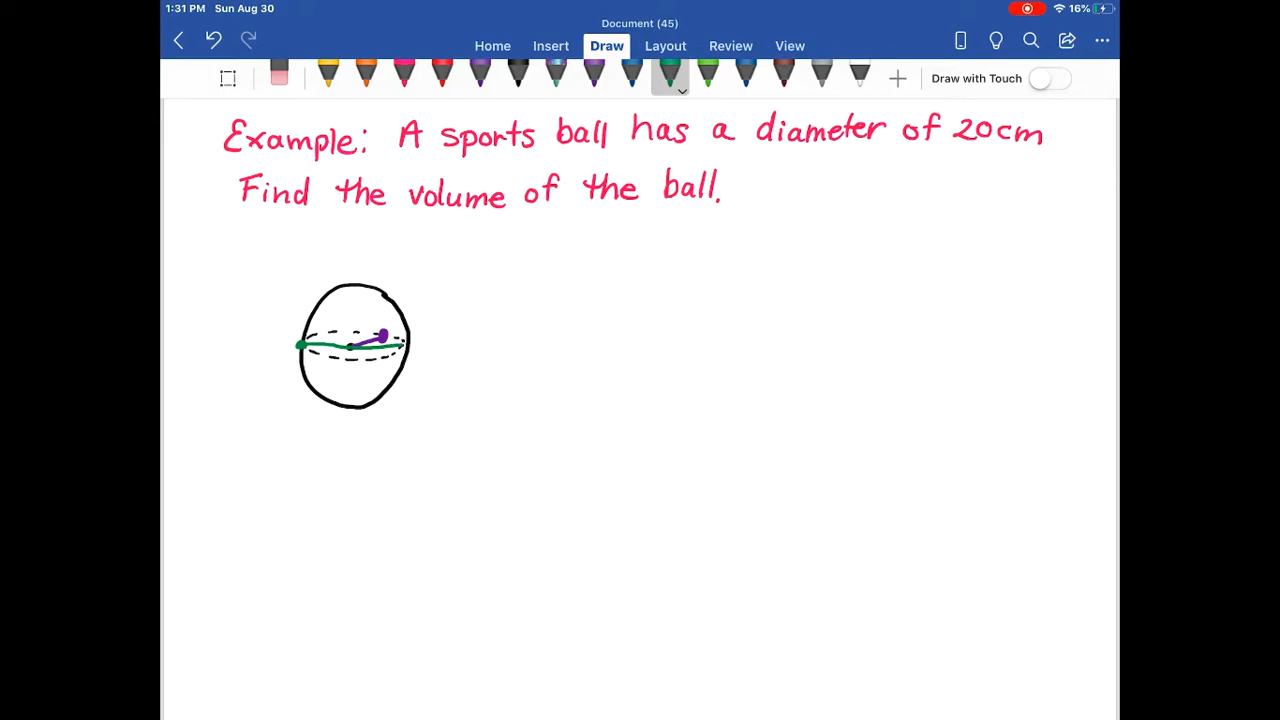 1:31 PM Sun Aug 30
16%
Document (45)
Home Insert Draw Layout Review View
Draw with Touch
Example: A sports ball has a diameter of 20cm
Find the volume of the ball.